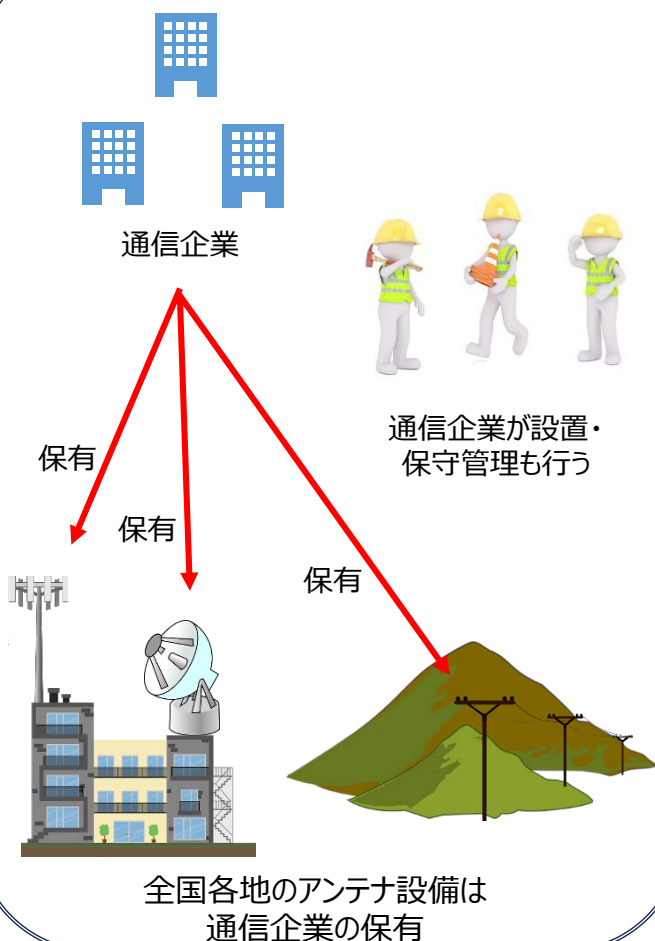 通信企業
通信企業が設置・
保守管理も行う
保有
保有
保有
全国各地のアンテナ設備は
通信企業の保有